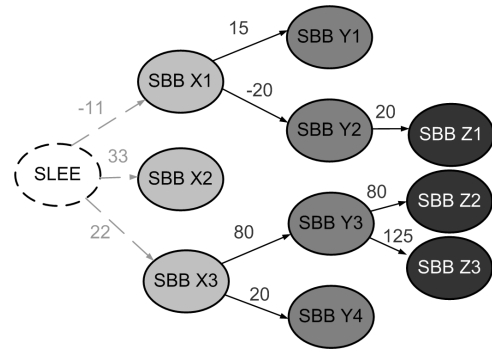 15
SBB Y1
SBB X1
-20
-11
SBB Y2
20
SBB Z1
33
SLEE
SBB X2
80
SBB Z2
22
80
SBB Y3
125
SBB Z3
SBB X3
20
SBB Y4